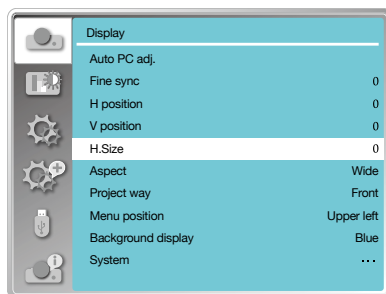 Display
Auto PC adj.
Fine sync 0
H position 0
V position 0
H.Size 0
Aspect Wide
Project way Front
Menu position Upper left
Background display Blue
System ...